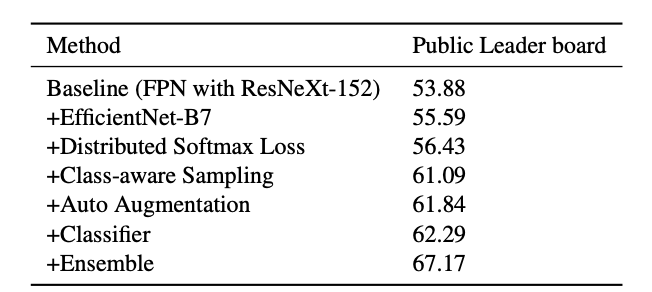 Method Public Leader board
Baseline (FPN with ResNeXt-152) 53.88
+EfficientNet-B7 55.59
+Distributed Softmax Loss 56.43
+Class-aware Sampling 61.09
+Auto Augmentation 61.84
+Classifier 62.29
+Ensemble 67.17